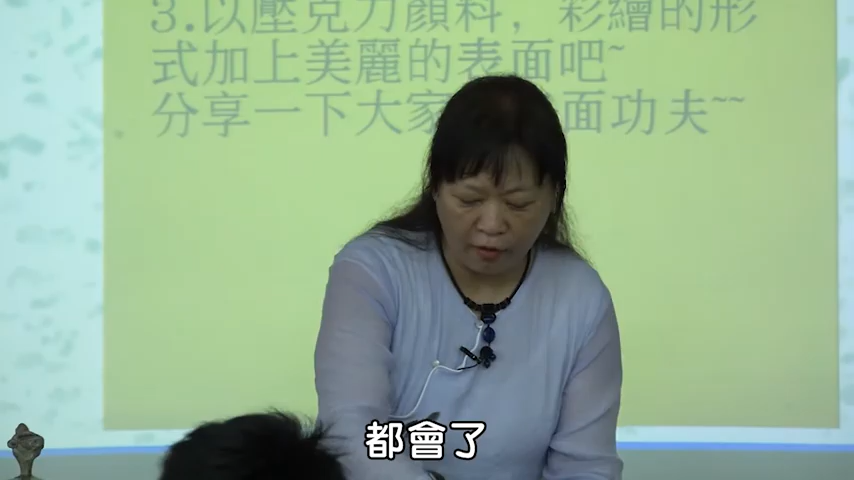 3.以壓克力顏料，彩繪的形
式加上美麗的表面吧~
分享一下大家 面功夫~~
都會了